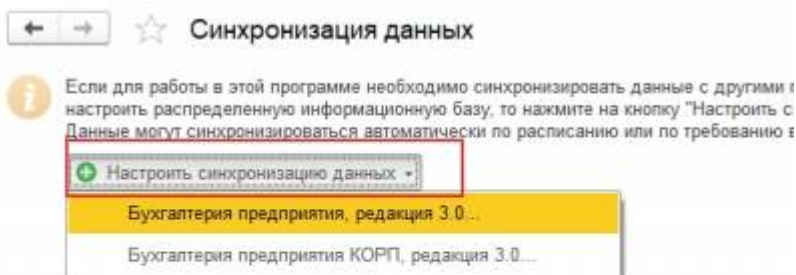 Синхронизация данных
Если для работы в этой программе необходимо синхронизировать данные с другими
настроить распределенную информационную базу, то нажмите на кнопку "Настроить
Данные могут синхронизироваться автоматически по расписанию или по требованию
Настроить синхронизацию данных
Бухгалтерия предприятия, редакция 3.0...
Бухгалтерия предприятия КОРП, редакция 3.0...